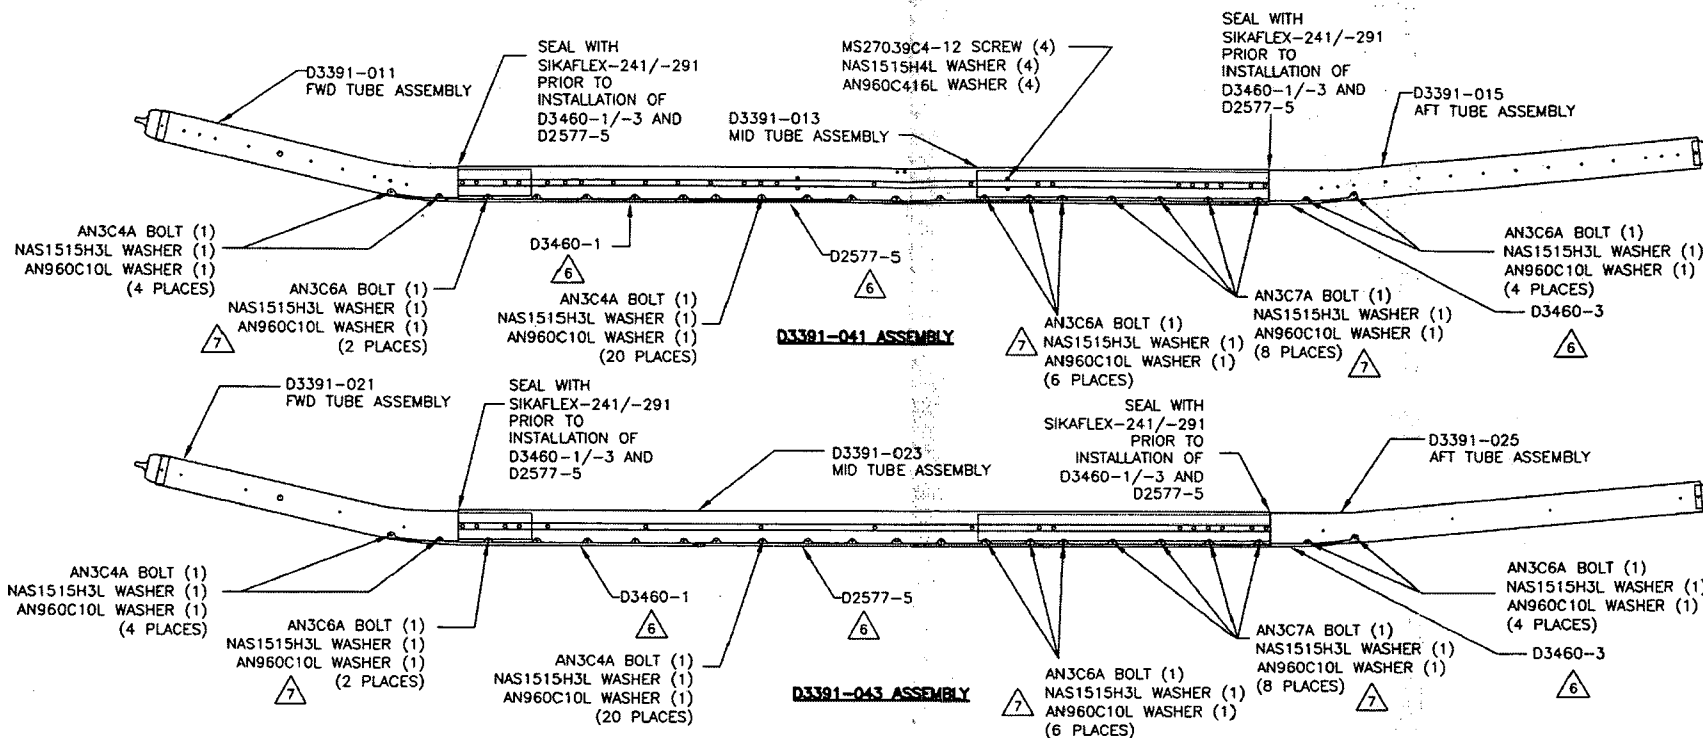 D3391-011
FWD TUBE ASSEMBLY
SEAL WITH
SIKAFLEX-241/-291
PRIOR TO
INSTALLATION OF
D3460-1/-3 AND
D2577-5
MS27039C4-12 SCREW (4)
NAS1515H4L WASHER (4)
AN960C416L WASHER (4)
D3391-013
MID TUBE ASSEMBLY
SEAL WITH
SIKAFLEX-241/-291
PRIOR TO
INSTALLATION OF
D3460-1/-3 AND
D2577-5
D3391-015
AFT TUBE ASSEMBLY
AN3C4A BOLT (1)
NAS1515H3L WASHER (1)
AN960C10L WASHER (1)
(4 PLACES)
AN3C6A BOLT (1)
NAS1515H3L WASHER (1)
AN960C10L WASHER (1)
(2 PLACES)
7
D3460-1
6
AN3C4A BOLT (1)
NAS1515H3L WASHER (1)
AN960C10L WASHER (1)
(20 PLACES)
D2577-5
6
D3391-041 ASSEMBLY
7
AN3C6A BOLT (1)
NAS1515H3L WASHER (1)
AN960C10L WASHER (1)
(6 PLACES)
AN3C7A BOLT (1)
NAS1515H3L WASHER (1)
AN960C10L WASHER (1)
(8 PLACES)
7
AN3C6A BOLT (1)
NAS1515H3L WASHER (1)
AN960C10L WASHER (1)
(4 PLACES)
D3460-3
6
D3391-021
FWD TUBE ASSEMBLY
SEAL WITH
SIKAFLEX-241/-291
PRIOR TO
INSTALLATION OF
D3460-1/-3 AND
D2577-5
D3391-023
MID TUBE ASSEMBLY
SEAL WITH
SIKAFLEX-241/-291
PRIOR TO
INSTALLATION OF
D3460-1/-3 AND
D2577-5
D3391-025
AFT TUBE ASSEMBLY
AN3C4A BOLT (1)
NAS1515H3L WASHER (1)
AN960C10L WASHER (1)
(4 PLACES)
AN3C6A BOLT (1)
NAS1515H3L WASHER (1)
AN960C10L WASHER (1)
(2 PLACES)
7
D3460-1
6
AN3C4A BOLT (1)
NAS1515H3L WASHER (1)
AN960C10L WASHER (1)
(20 PLACES)
D2577-5
6
D3391-043 ASSEMBLY
7
AN3C6A BOLT (1)
NAS1515H3L WASHER (1)
AN960C10L WASHER (1)
(6 PLACES)
AN3C7A BOLT (1)
NAS1515H3L WASHER (1)
AN960C10L WASHER (1)
(8 PLACES)
7
AN3C6A BOLT (1)
NAS1515H3L WASHER (1)
AN960C10L WASHER (1)
(4 PLACES)
D3460-3
6